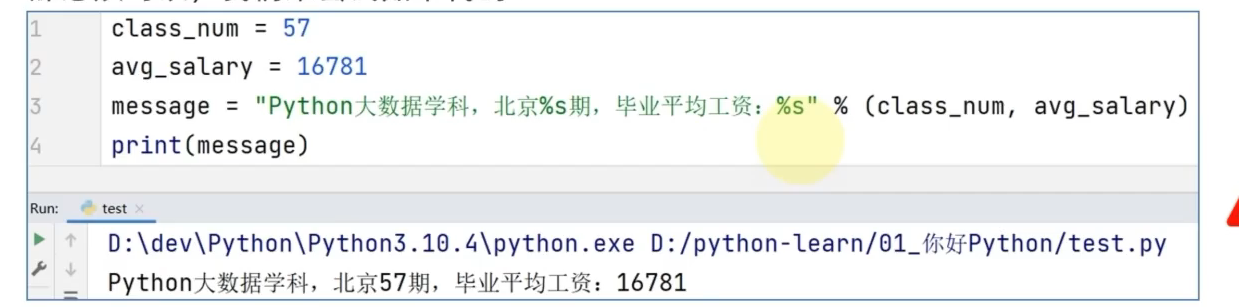 1 class_num = 57
2 avg_salary = 16781
3 message = "Python大数据学科，北京%s期，毕业平均工资：%s" % (class_num, avg_salary)
4 print(message)
Run: test ×
D:\dev\Python\Python3.10.4\python.exe D:/python-learn/01_你好Python/test.py
Python大数据学科，北京57期，毕业平均工资：16781